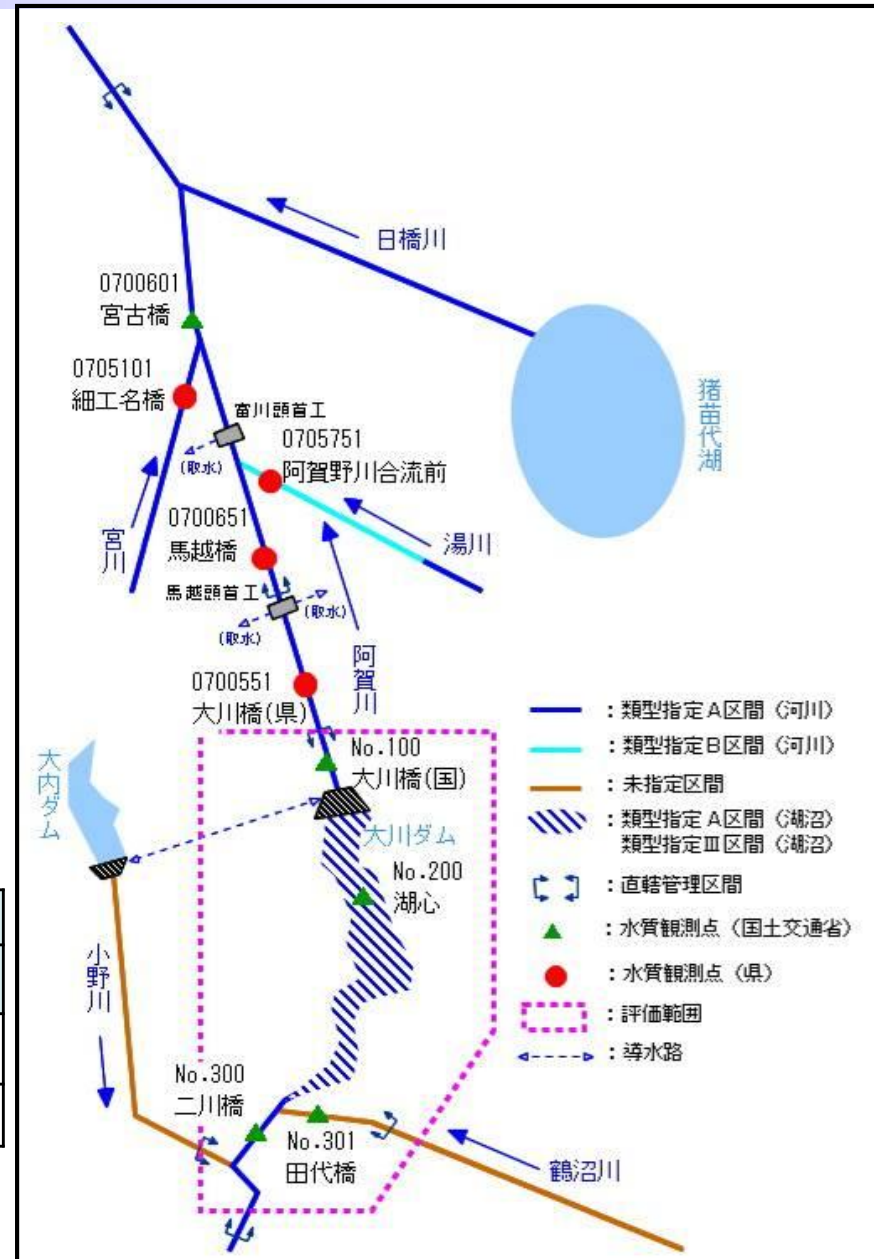 日橋川
0700601
宮古橋
0705101
細工名橋
猪苗代湖
富川頭首工
(取水)
0705751
阿賀野川合流前
宮川
0700651
馬越橋
湯川
馬越頭首工
(取水)
(取水)
阿賀川
0700551
大川橋(県)
No.100
大川橋(国)
大内ダム
大川ダム
No.200
湖心
小野川
No.300
二川橋
No.301
田代橋
鶴沼川
：類型指定A区間（河川）
：類型指定B区間（河川）
：未指定区間
：類型指定A区間（湖沼）
類型指定Ⅲ区間（湖沼）
：直轄管理区間
：水質観測点（国土交通省）
：水質観測点（県）
：評価範囲
：導水路